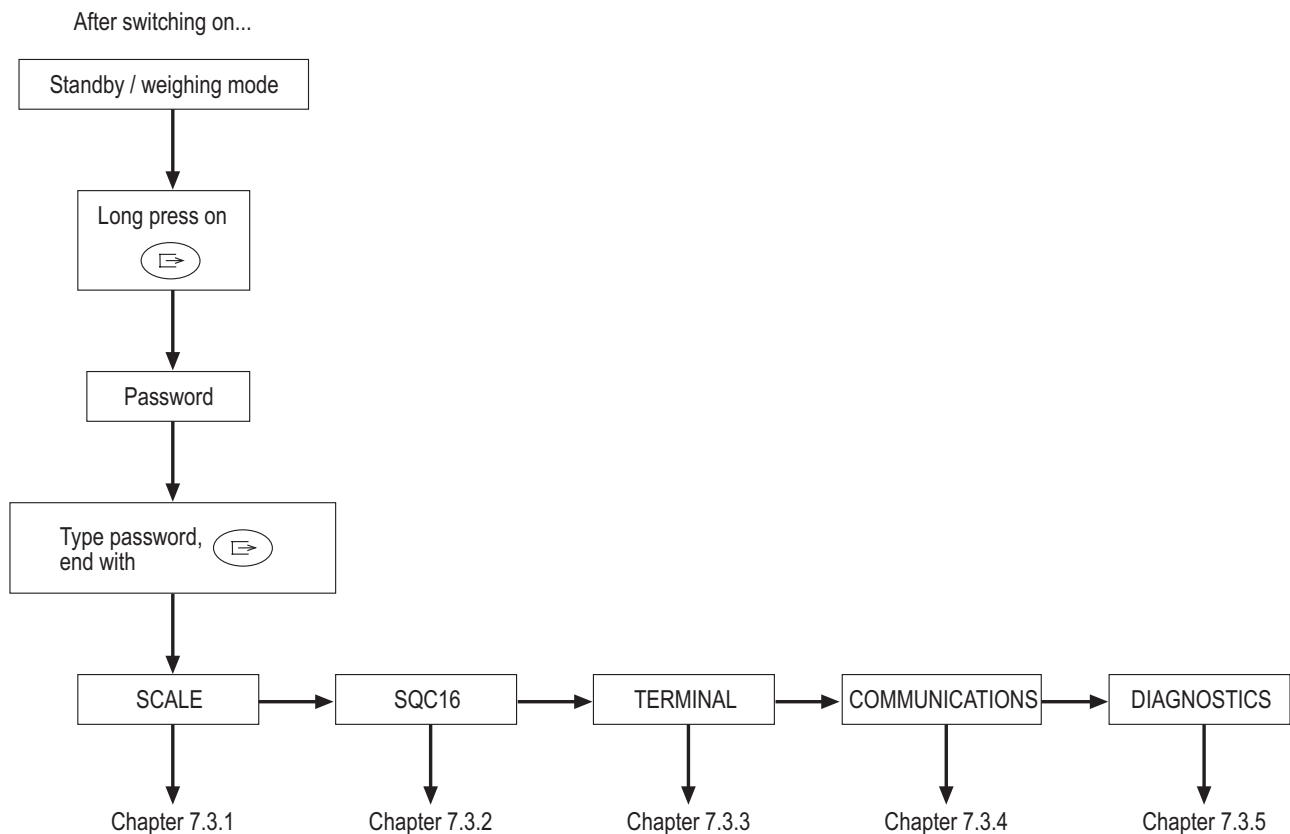 After switching on...
Standby / weighing mode
Long press on
Password
Type password,
end with
SCALE
SQC16
TERMINAL
COMMUNICATIONS
DIAGNOSTICS
Chapter 7.3.1
Chapter 7.3.2
Chapter 7.3.3
Chapter 7.3.4
Chapter 7.3.5